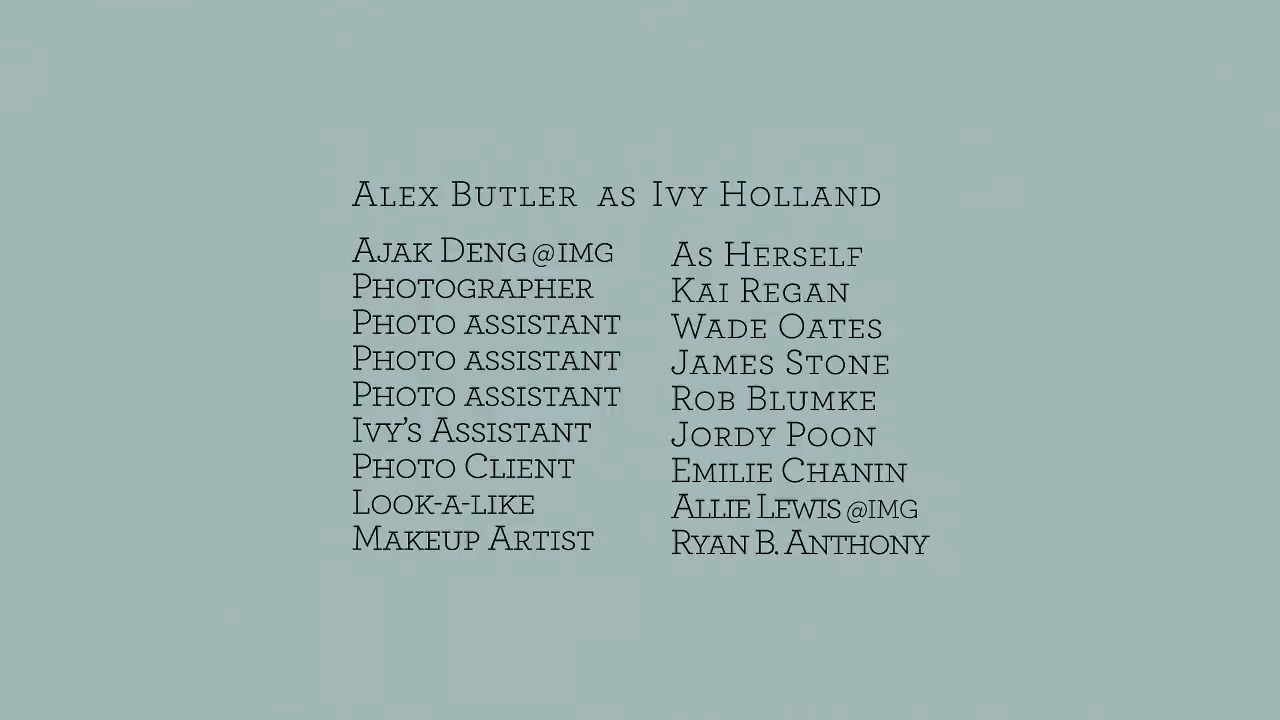 Alex Butler as Ivy Holland
Ajak Deng @IMG As Herself
Photographer Kai Regan
Photo assistant Wade Oates
Photo assistant James Stone
Photo assistant Rob Blumke
Ivy's Assistant Jordy Poon
Photo Client Emilie Chanin
Look-a-like Allie Lewis @IMG
Makeup Artist Ryan B. Anthony